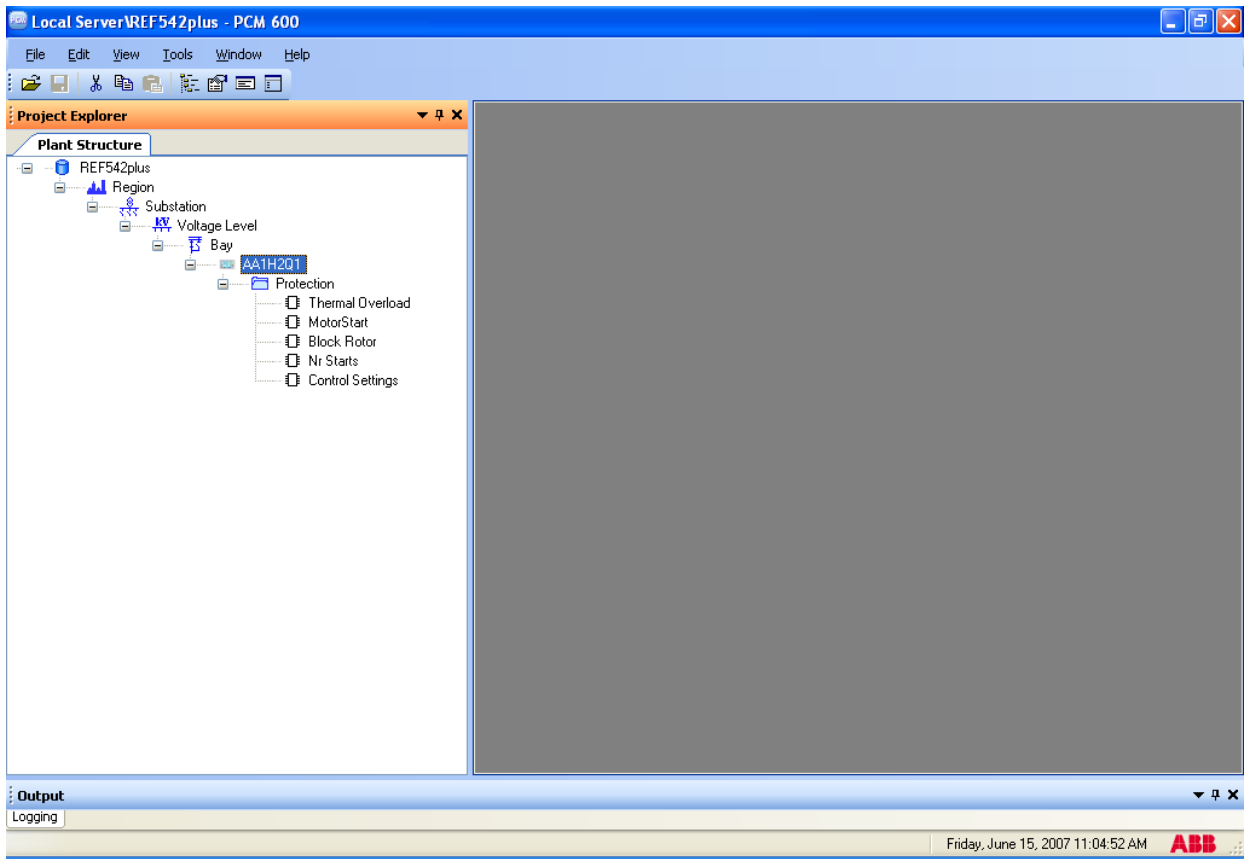 PCM Local Server\REF542plus - PCM 600
File Edit View Tools Window Help
Project Explorer
Plant Structure
REF542plus
Region
Substation
KV Voltage Level
Bay
AA1H2Q1
Protection
Thermal Overload
MotorStart
Block Rotor
Nr Starts
Control Settings
Output
Logging
Friday, June 15, 2007 11:04:52 AM ABB